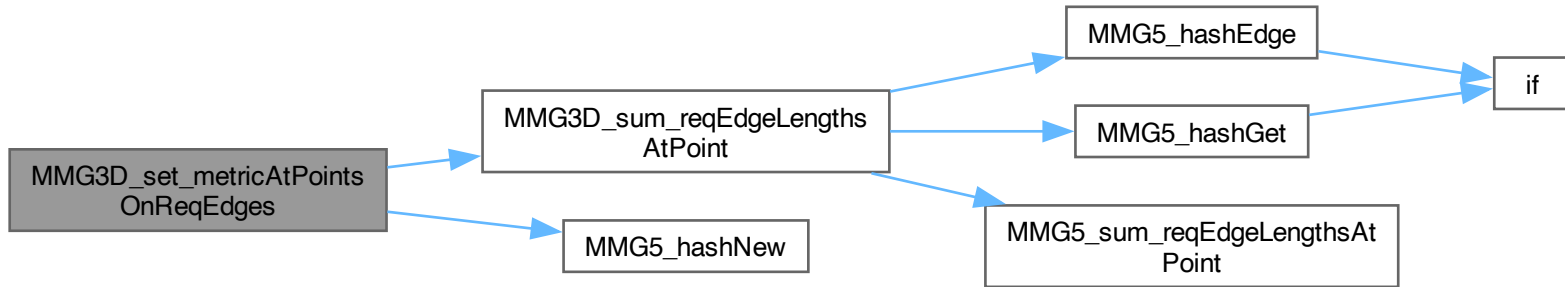 MMG3D_set_metricAtPoints
OnReqEdges
MMG3D_sum_reqEdgeLengths
AtPoint
MMG5_hashNew
MMG5_hashEdge
MMG5_hashGet
MMG5_sum_reqEdgeLengthsAt
Point
if